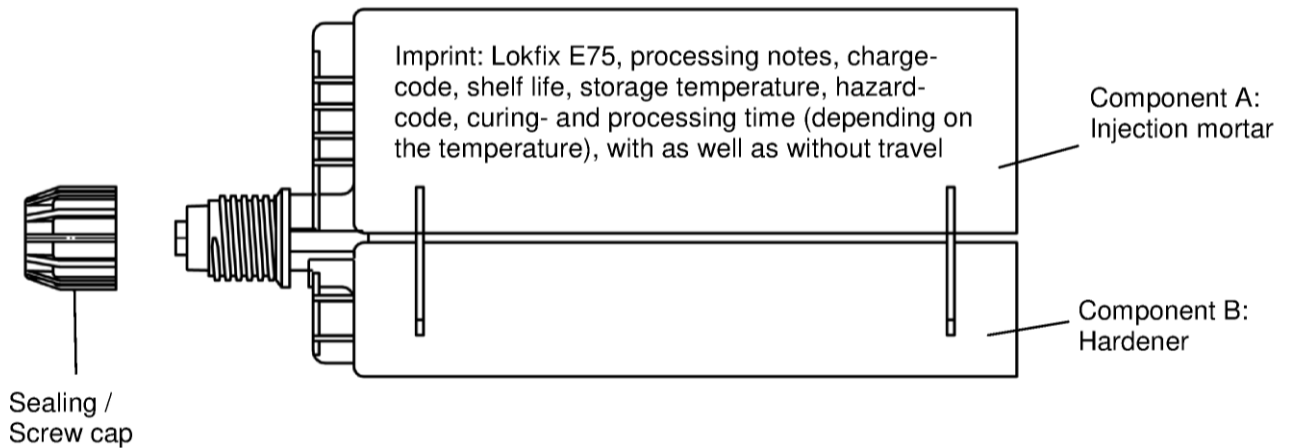 Imprint: Lokfix E75, processing notes, charge-
code, shelf life, storage temperature, hazard-
code, curing- and processing time (depending on
the temperature), with as well as without travel
Component A:
Injection mortar
Component B:
Hardener
Sealing /
Screw cap